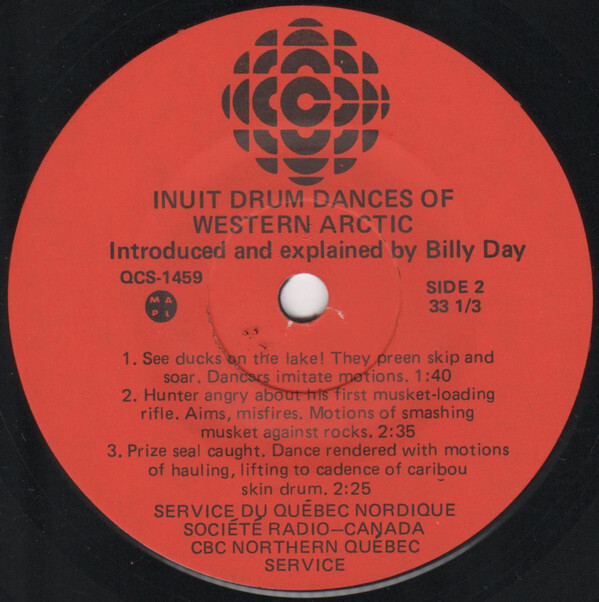 INUIT DRUM DANCES OF
WESTERN ARCTIC
Introduced and explained by Billy Day
QCS-1459
MA
PL
SIDE 2
33 1/3
1. See ducks on the lake! They preen skip and
soar. Dancers imitate motions. 1:40
2. Hunter angry about his first musket-loading
rifle. Aims, misfires. Motions of smashing
musket against rocks. 2:35
3. Prize seal caught. Dance rendered with motions
of hauling, lifting to cadence of caribou
skin drum. 2:25
SERVICE DU QUÉBEC NORDIQUE
SOCIÉTÉ RADIO—CANADA
CBC NORTHERN QUÉBEC
SERVICE